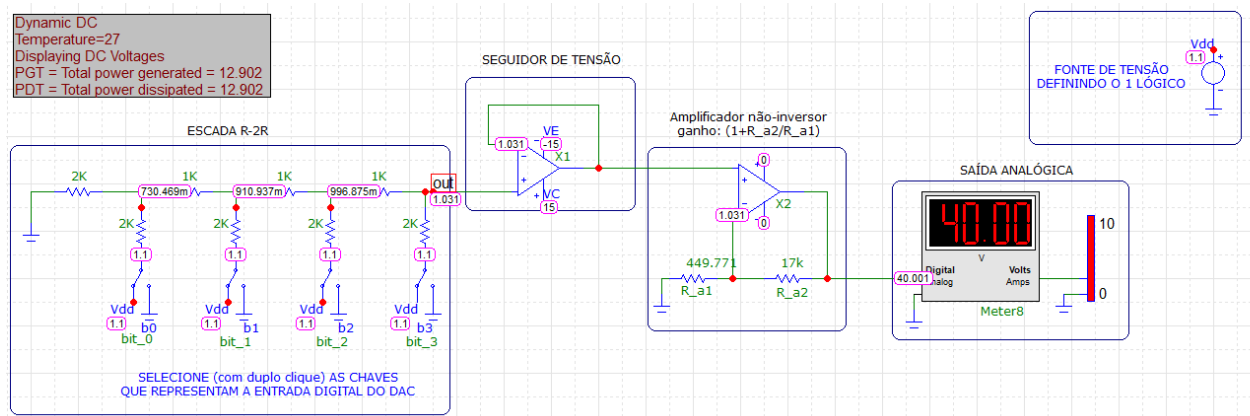 Dynamic DC
Temperature=27
Displaying DC Voltages
PGT = Total power generated = 12.902
PDT = Total power dissipated = 12.902
ESCADA R-2R
2K
730.469m
1K
910.937m
1K
996.875m
1K
out
1.031
2K
2K
2K
2K
1.1
1.1
1.1
1.1
Vdd
Vdd
Vdd
Vdd
1.1
b0
1.1
b1
1.1
b2
1.1
b3
bit_0
bit_1
bit_2
bit_3
SELECIONE (com duplo clique) AS CHAVES
QUE REPRESENTAM A ENTRADA DIGITAL DO DAC
SEGUIDOR DE TENSÃO
VE
-15
1.031
X1
VC
15
Amplificador não-inversor
ganho: (1+R_a2/R_a1)
0
X2
1.031
-0
449.771
17k
R_a1
R_a2
SAÍDA ANALÓGICA
40.00
V
40.001
Digital
Volts
Amps
Meter8
10
0
Vdd
1.1
FONTE DE TENSÃO
DEFININDO O 1 LÓGICO